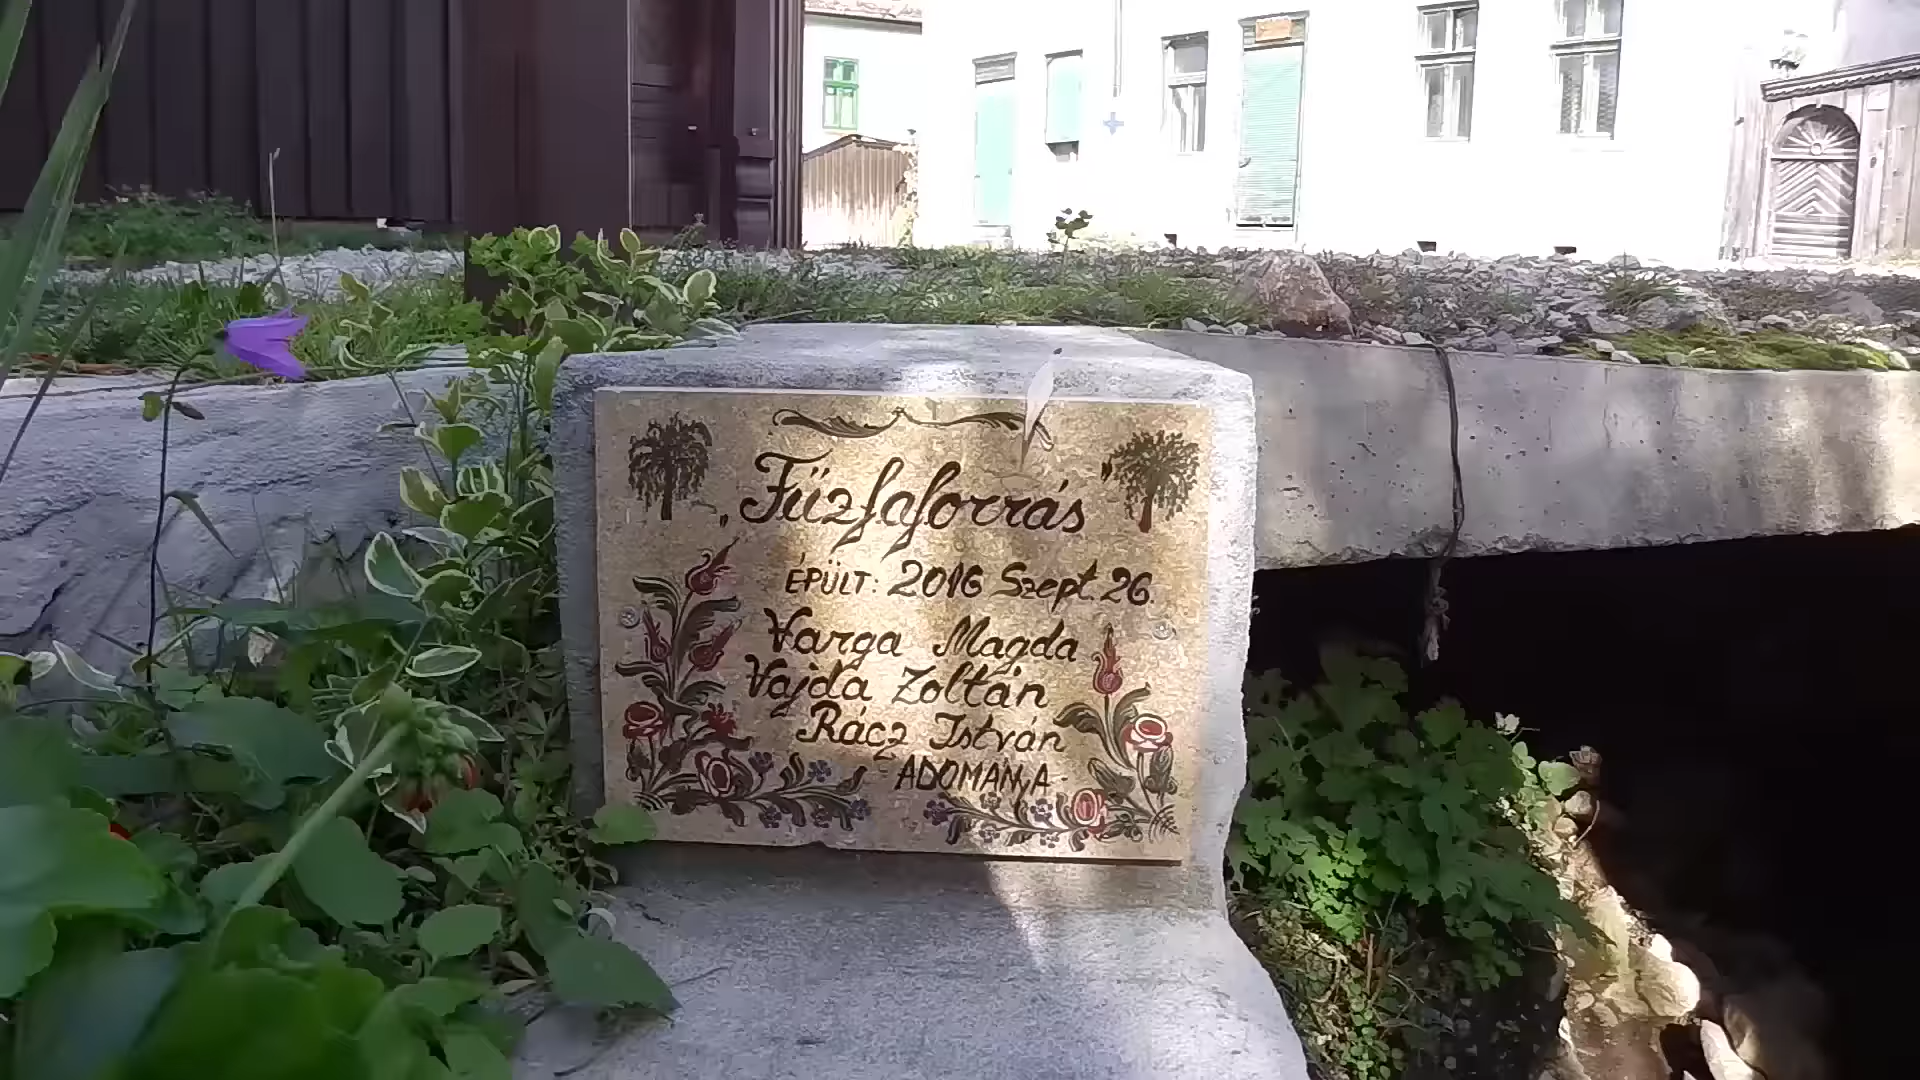 „Fűzfaforrás”
ÉPÜLT: 2016 Szept. 26.
Varga Magda
Vajda Zoltán
Rácz István
ADOMÁNYA